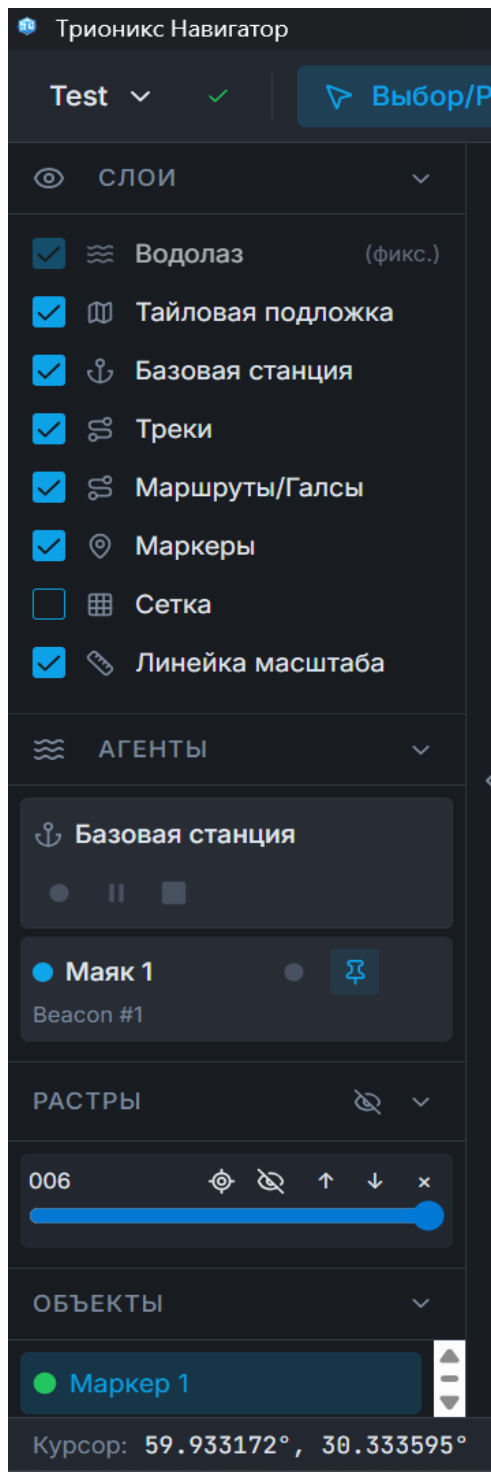 Трионикс Навигатор
Test
Выбор/Р
СЛОИ
Водолаз (фикс.)
Тайловая подложка
Базовая станция
Треки
Маршруты/Галсы
Маркеры
Сетка
Линейка масштаба
АГЕНТЫ
Базовая станция
Маяк 1
Beacon #1
РАСТРЫ
006
ОБЪЕКТЫ
Маркер 1
Курсор: 59.933172°, 30.333595°